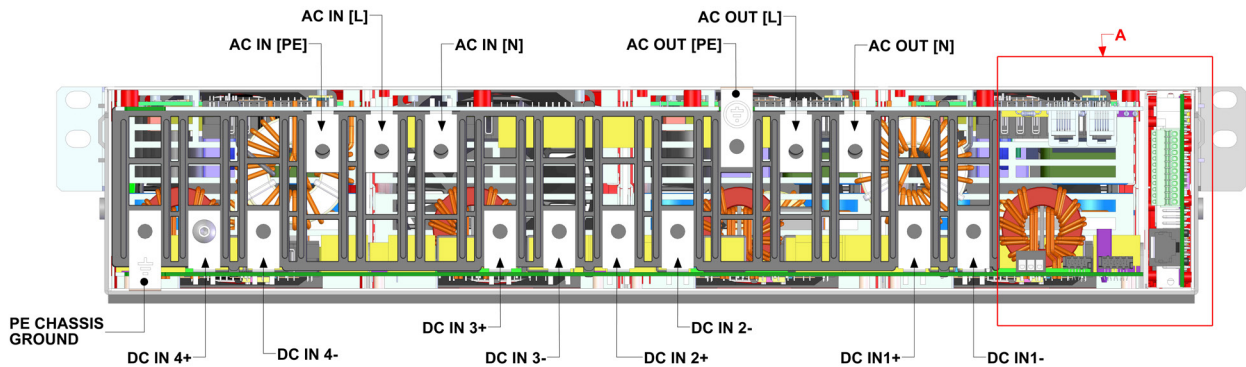 AC IN [L]
AC IN [PE]
AC IN [N]
AC OUT [L]
AC OUT [PE]
AC OUT [N]
A
PE CHASSIS
GROUND
DC IN 4+
DC IN 4-
DC IN 3+
DC IN 3-
DC IN 2+
DC IN 2-
DC IN1+
DC IN1-